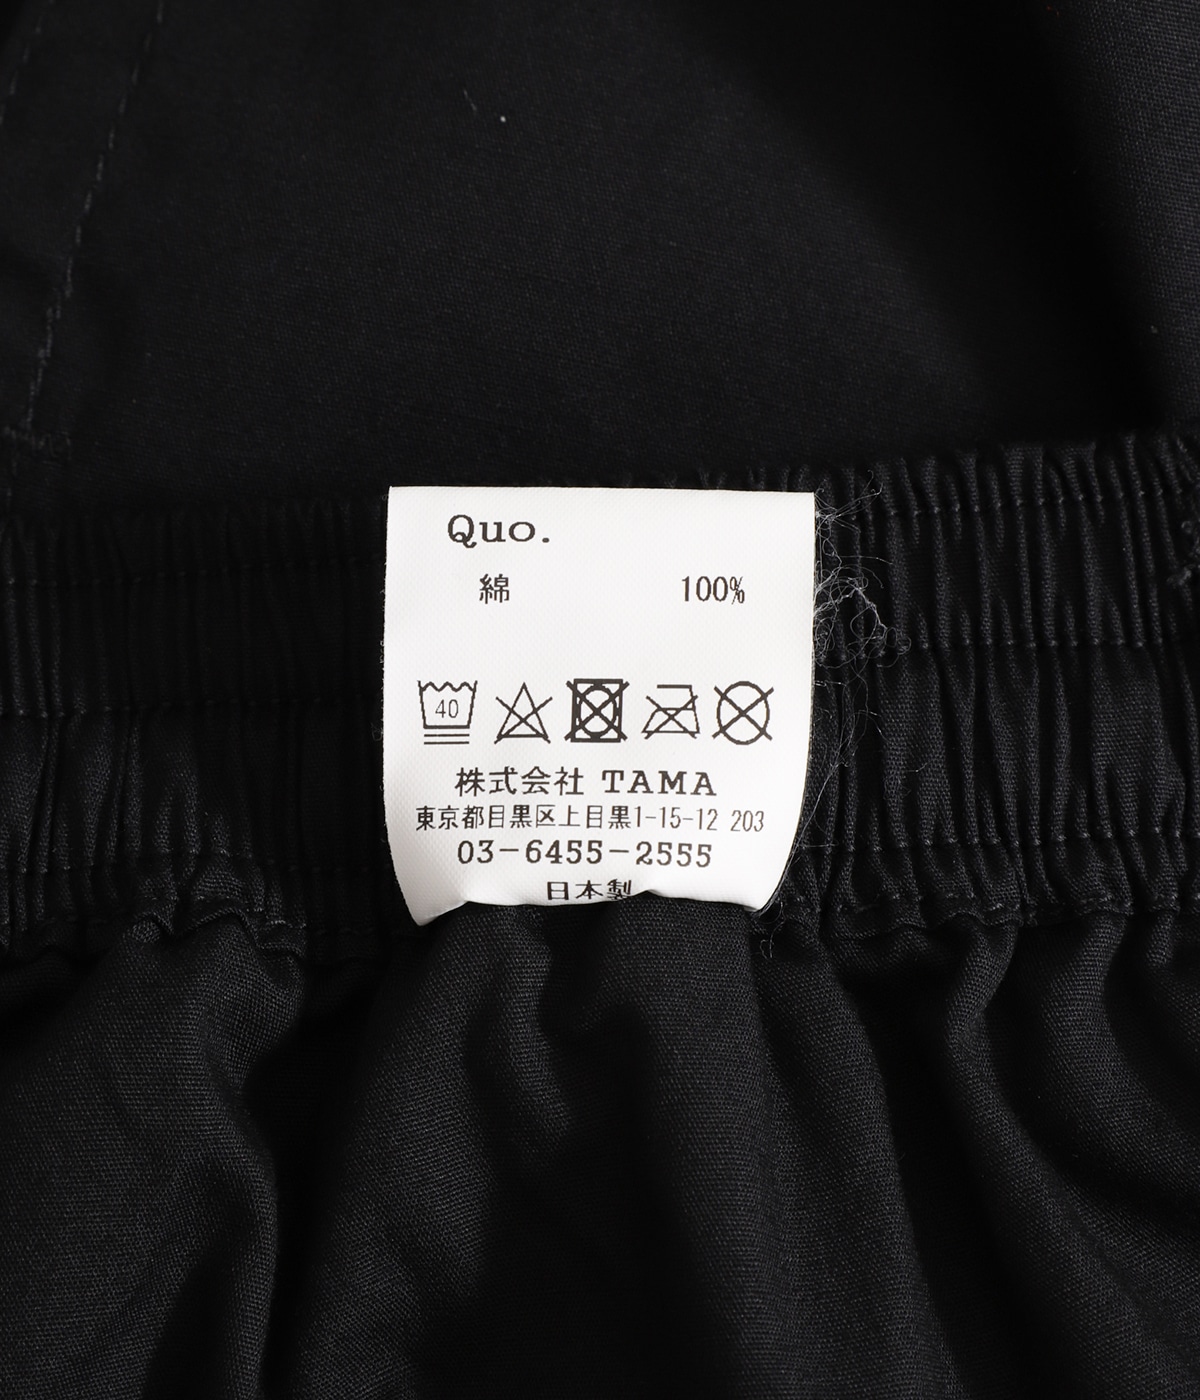 Quo.
綿 100%
40
株式会社 TAMA
東京都目黒区上目黒1-15-12 203
03-6455-2555
日本製